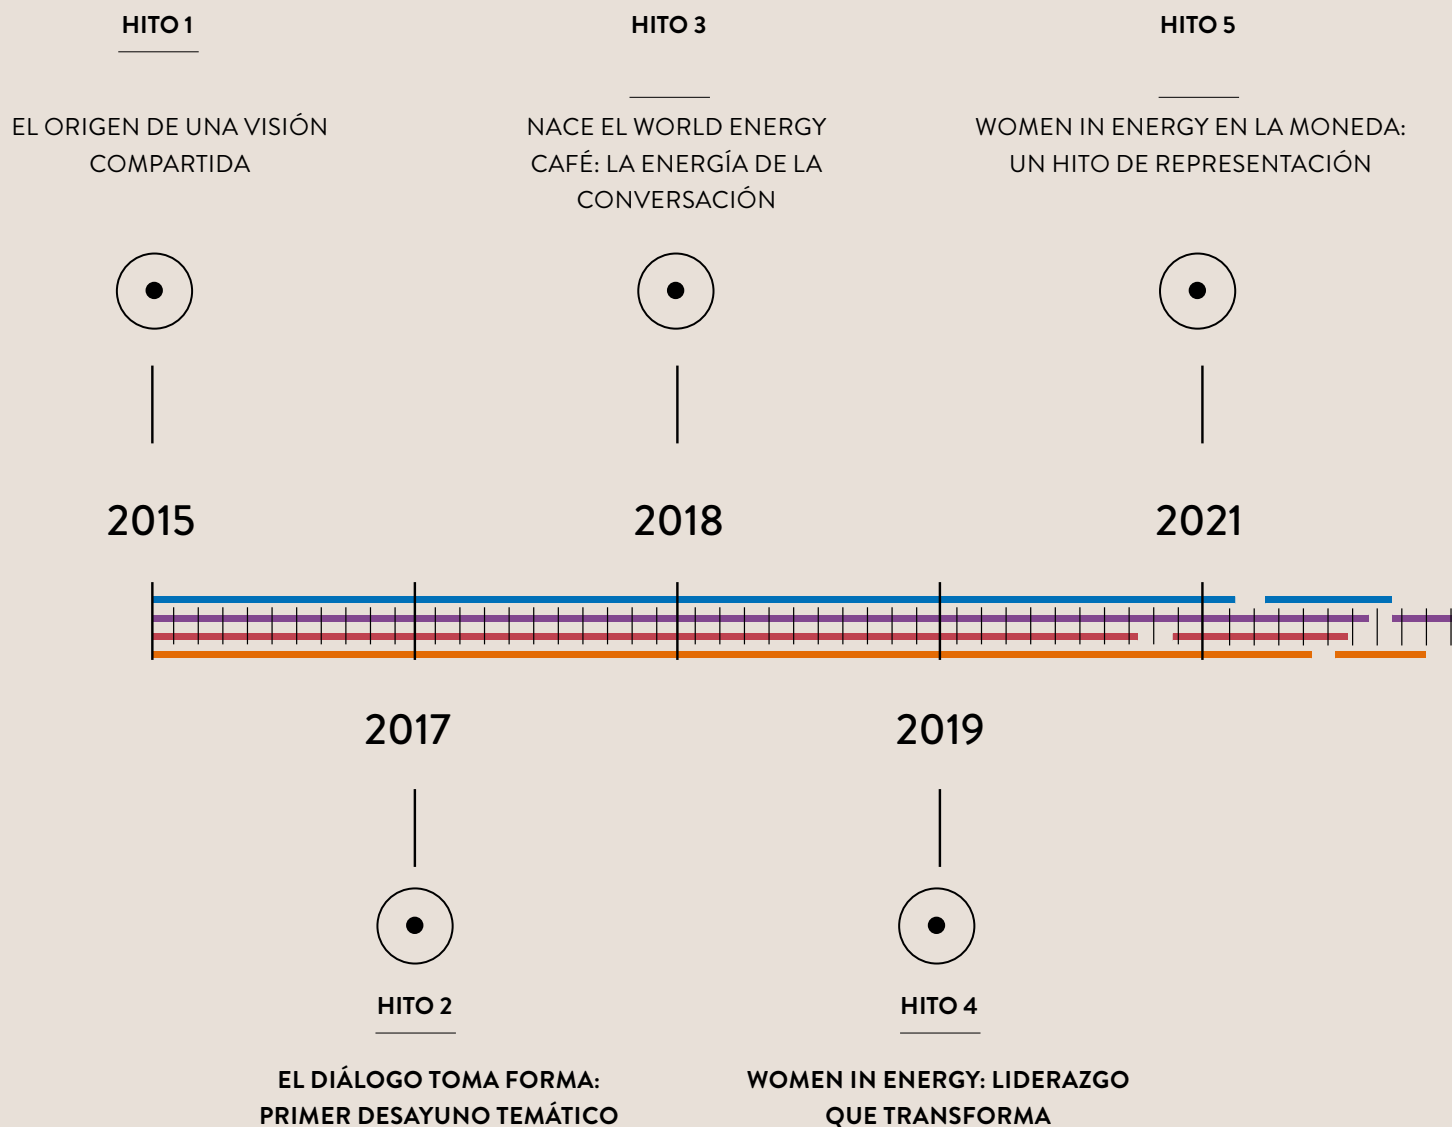 HITO 1
EL ORIGEN DE UNA VISIÓN
COMPARTIDA
HITO 3
NACE EL WORLD ENERGY
CAFÉ: LA ENERGÍA DE LA
CONVERSACIÓN
HITO 5
WOMEN IN ENERGY EN LA MONEDA:
UN HITO DE REPRESENTACIÓN
2015
2018
2021
2017
2019
HITO 2
EL DIÁLOGO TOMA FORMA:
PRIMER DESAYUNO TEMÁTICO
HITO 4
WOMEN IN ENERGY: LIDERAZGO
QUE TRANSFORMA